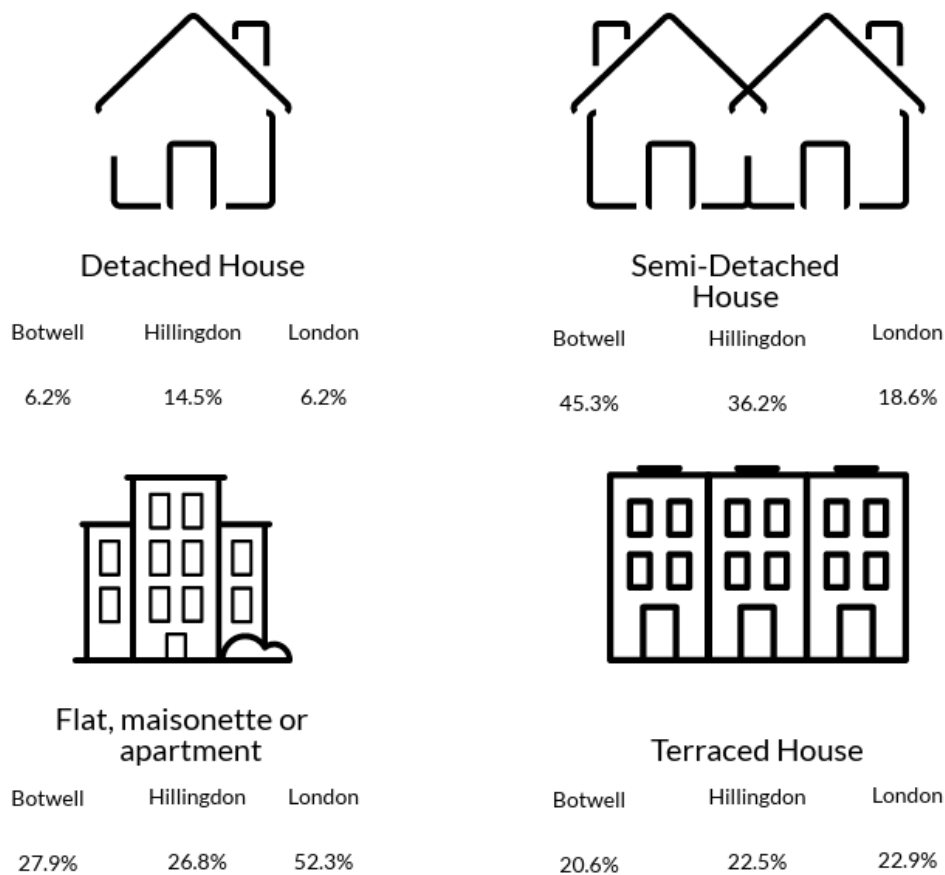 Detached House
Botwell Hillingdon London
6.2% 14.5% 6.2%
Semi-Detached
House
Botwell Hillingdon London
45.3% 36.2% 18.6%
Flat, maisonette or
apartment
Botwell Hillingdon London
27.9% 26.8% 52.3%
Terraced House
Botwell Hillingdon London
20.6% 22.5% 22.9%